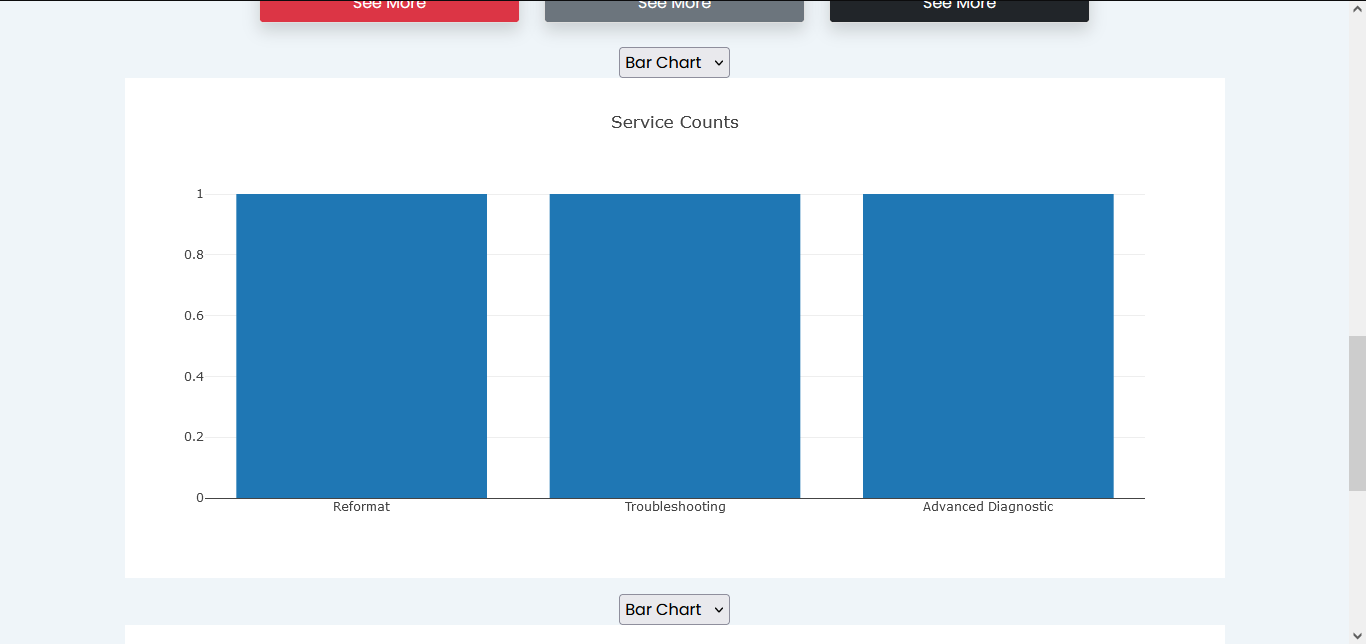 See More
See More
See More
Bar Chart
Service Counts
1
0.8
0.6
0.4
0.2
0
Reformat
Troubleshooting
Advanced Diagnostic
Bar Chart